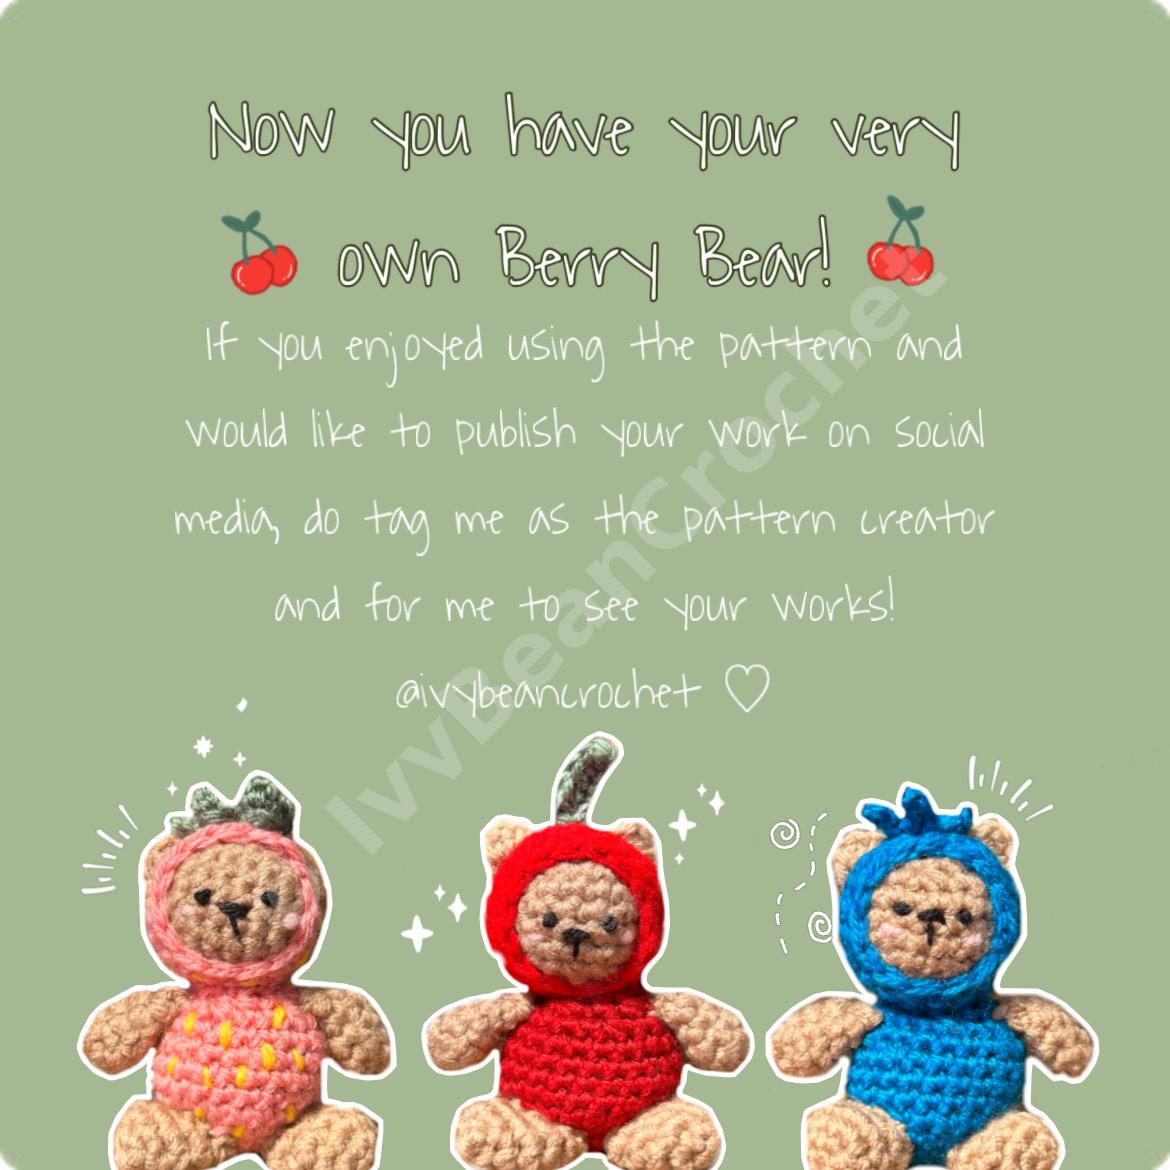 Now you have your very
own Berry Bear!
If you enjoyed using the pattern and
would like to publish your work on social
media, do tag me as the pattern creator
and for me to see your works!
@ivybeancrochet ♡
IvyBeanCrochet